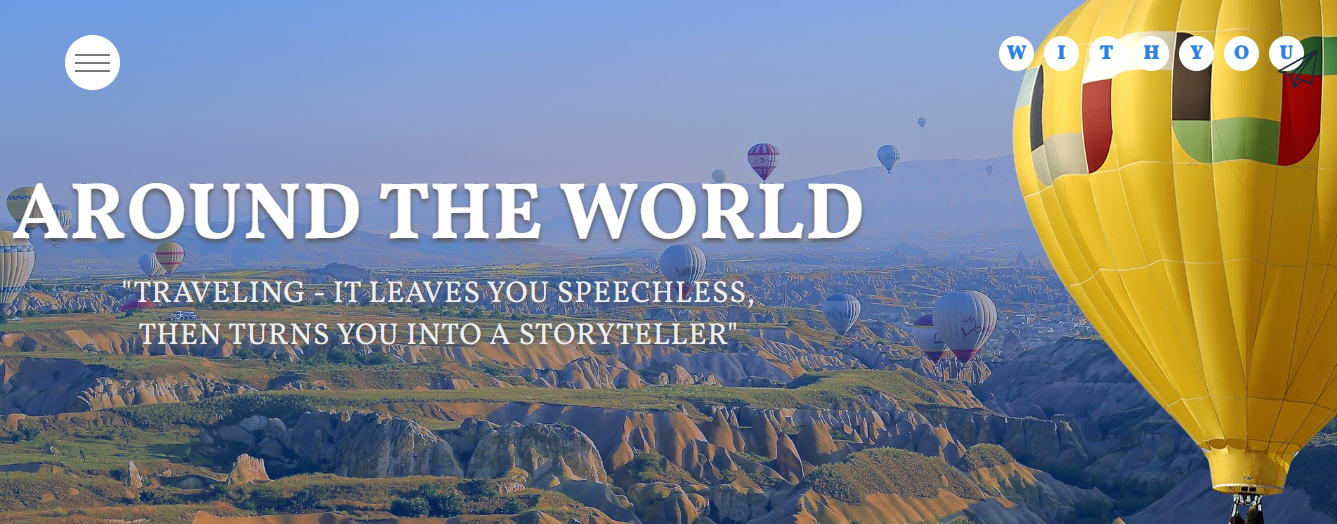 W I T H Y O U
AROUND THE WORLD
"TRAVELING - IT LEAVES YOU SPEECHLESS,
THEN TURNS YOU INTO A STORYTELLER"